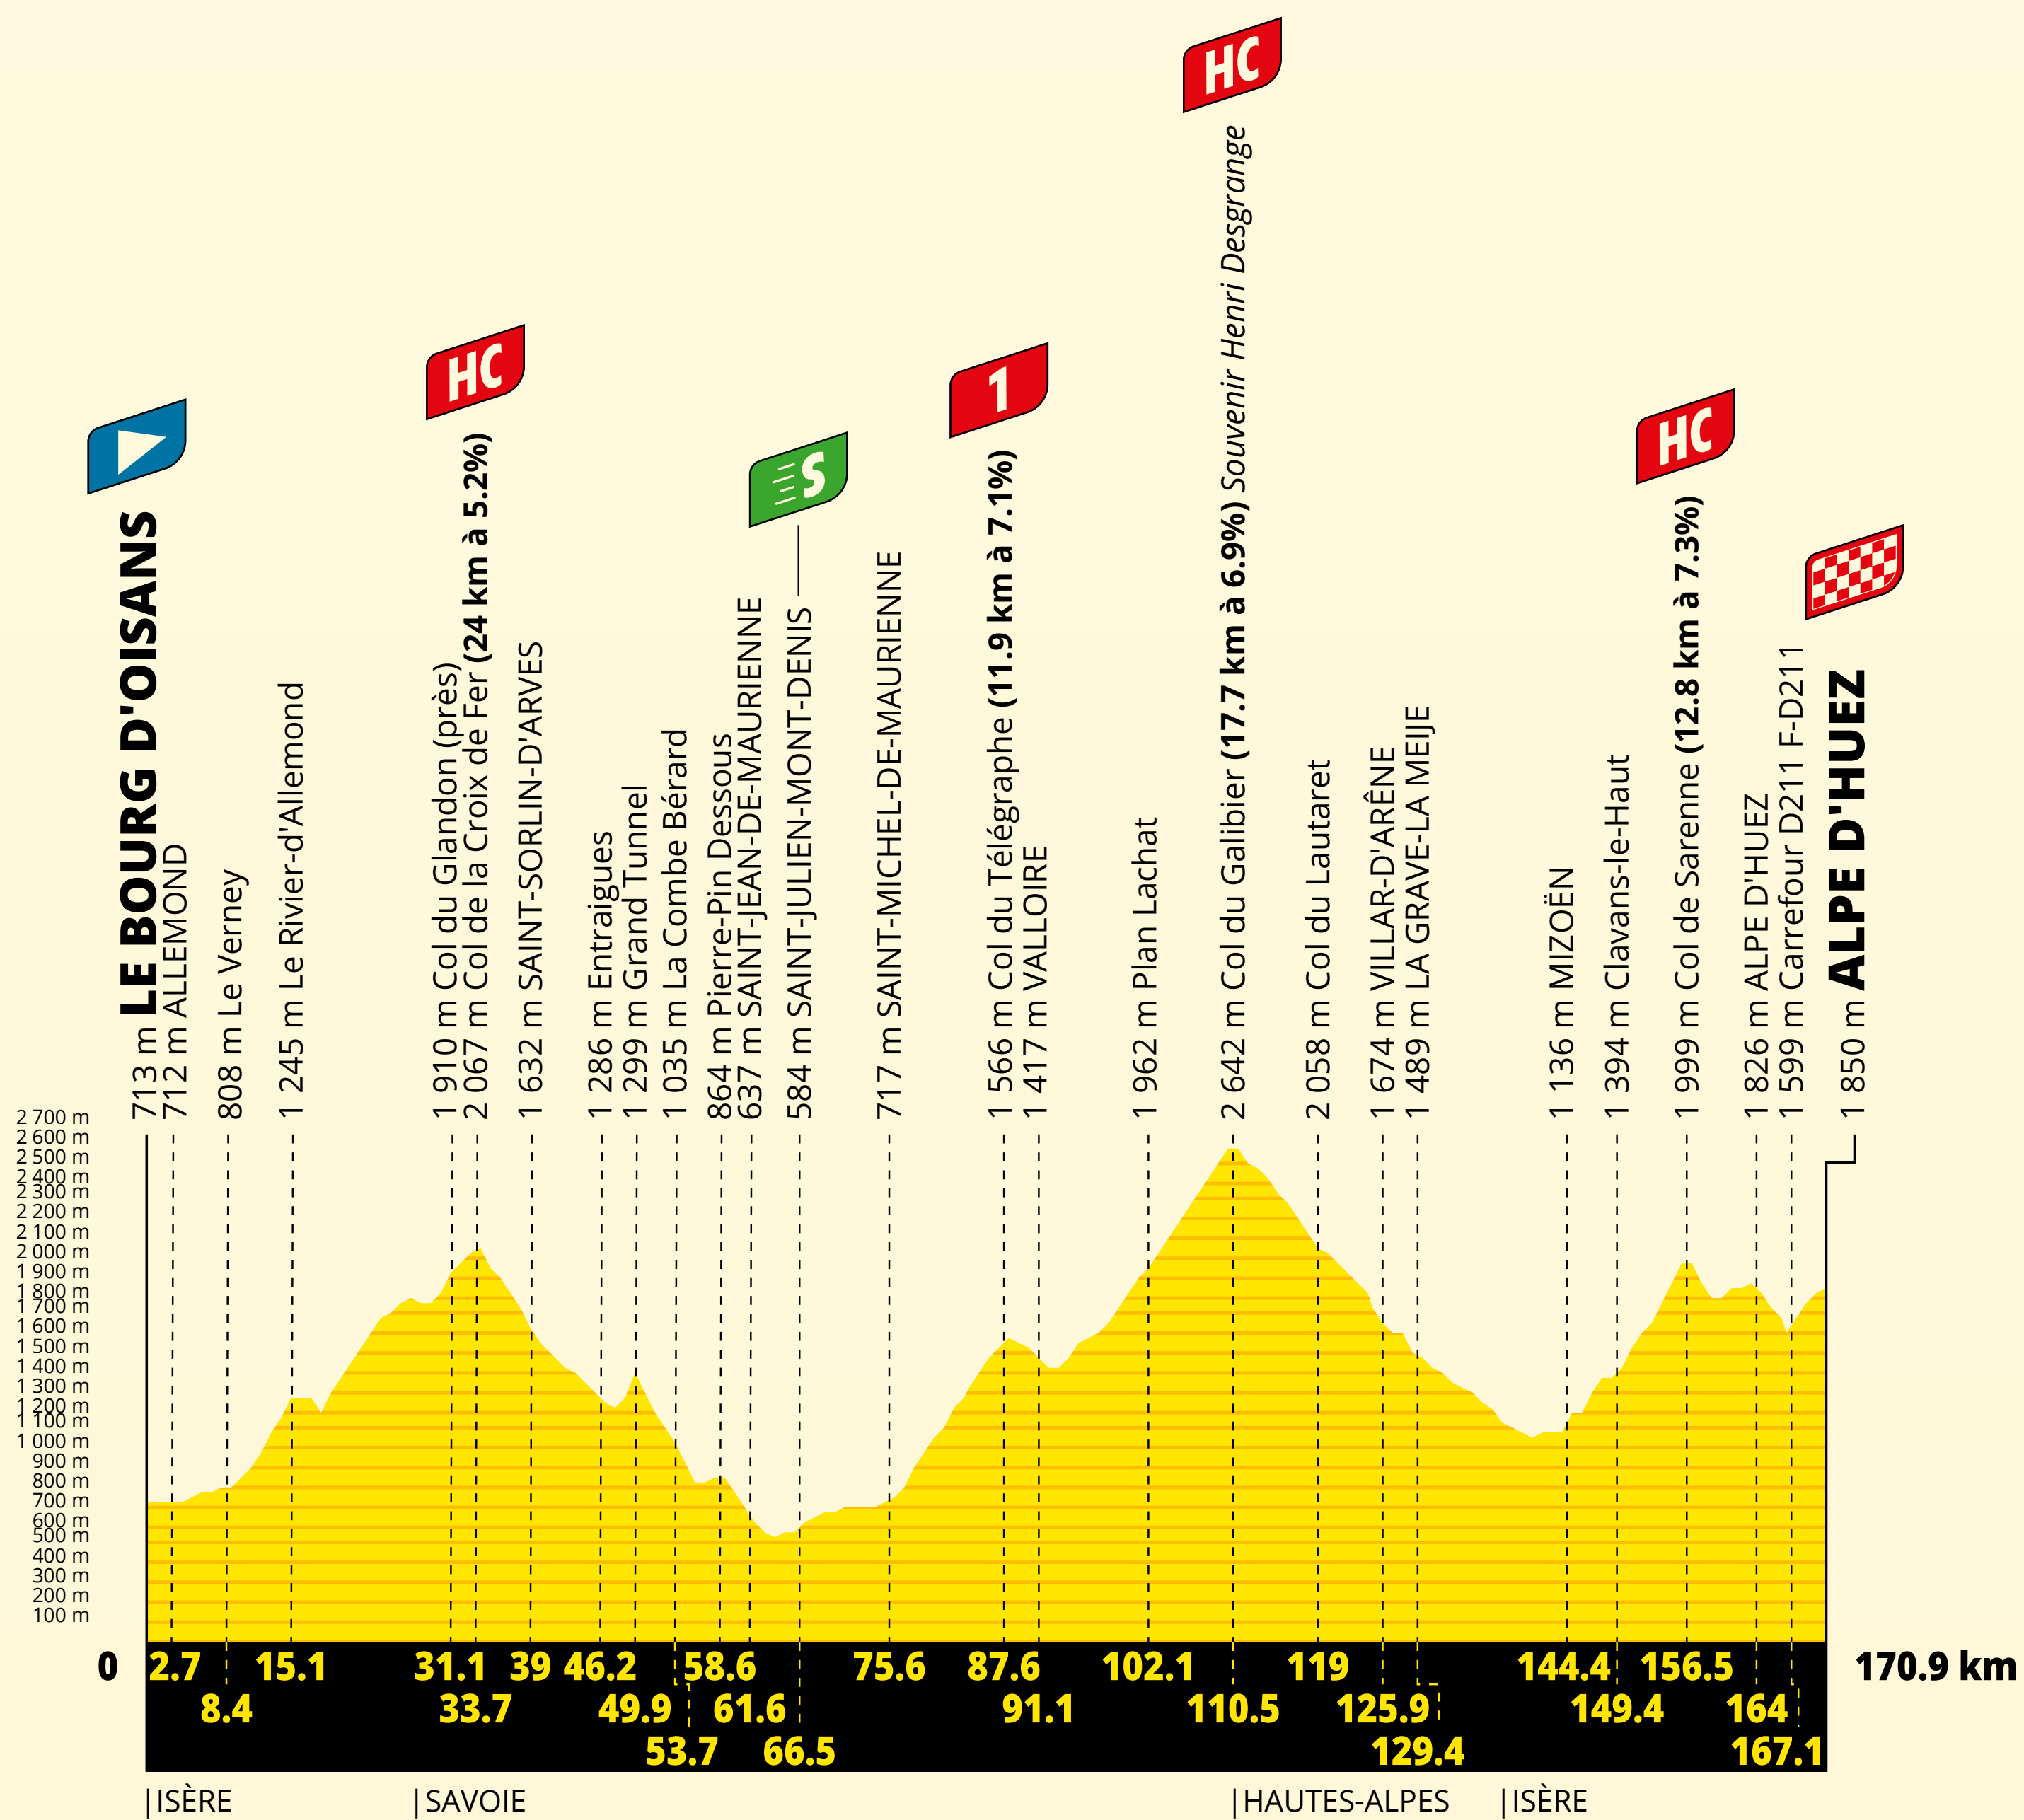 HC
HC
1
HC
S
713 m LE BOURG D'OISANS
712 m ALLEMOND
808 m Le Verney
1 245 m Le Rivier-d'Allemond
1 910 m Col du Glandon (près)
2 067 m Col de la Croix de Fer (24 km à 5.2%)
1 632 m SAINT-SORLIN-D'ARVES
1 286 m Entraigues
1 299 m Grand Tunnel
1 035 m La Combe Bérard
864 m Pierre-Pin Dessous
637 m SAINT-JEAN-DE-MAURIENNE
584 m SAINT-JULIEN-MONT-DENIS
717 m SAINT-MICHEL-DE-MAURIENNE
1 566 m Col du Télégraphe (11.9 km à 7.1%)
1 417 m VALLOIRE
1 962 m Plan Lachat
2 642 m Col du Galibier (17.7 km à 6.9%) Souvenir Henri Desgrange
2 058 m Col du Lautaret
1 674 m VILLAR-D'ARÊNE
1 489 m LA GRAVE-LA MEIJE
1 136 m MIZOËN
1 394 m Clavans-le-Haut
1 999 m Col de Sarenne (12.8 km à 7.3%)
1 826 m ALPE D'HUEZ
1 599 m Carrefour D211 F-D211
1 850 m ALPE D'HUEZ
2 700 m
2 600 m
2 500 m
2 400 m
2 300 m
2 200 m
2 100 m
2 000 m
1 900 m
1 800 m
1 700 m
1 600 m
1 500 m
1 400 m
1 300 m
1 200 m
1 100 m
1 000 m
900 m
800 m
700 m
600 m
500 m
400 m
300 m
200 m
100 m
0 2.7 15.1 31.1 39 46.2 58.6 75.6 87.6 102.1 119 144.4 156.5 170.9 km
8.4 33.7 49.9 61.6 91.1 110.5 125.9 149.4 164
53.7 66.5 129.4 167.1
|ISÈRE |SAVOIE |HAUTES-ALPES |ISÈRE